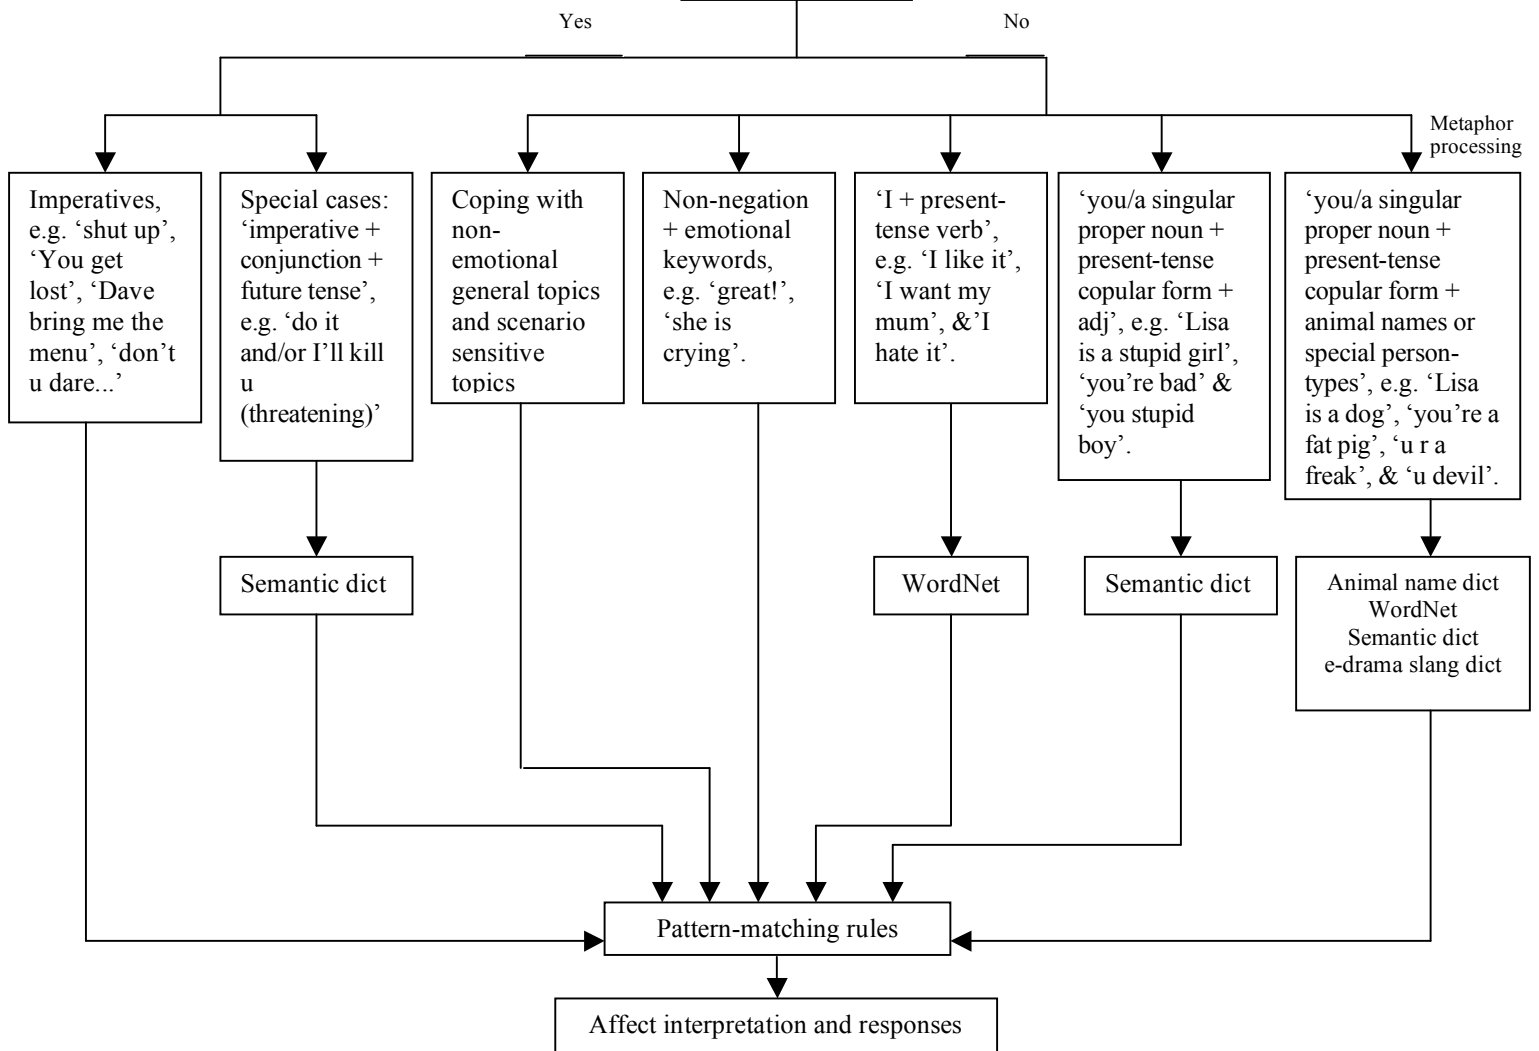 Yes
No
Metaphor
processing
Imperatives,
e.g. ‘shut up’,
‘You get
lost’, ‘Dave
bring me the
menu’, ‘don’t
u dare...’
Special cases:
‘imperative +
conjunction +
future tense’,
e.g. ‘do it
and/or I’ll kill
u
(threatening)’
Coping with
non-
emotional
general topics
and scenario
sensitive
topics
Non-negation
+ emotional
keywords,
e.g. ‘great!’,
‘she is
crying’.
‘I + present-
tense verb’,
e.g. ‘I like it’,
‘I want my
mum’, &’I
hate it’.
‘you/a singular
proper noun +
present-tense
copular form +
adj’, e.g. ‘Lisa
is a stupid girl’,
‘you’re bad’ &
‘you stupid
boy’.
‘you/a singular
proper noun +
present-tense
copular form +
animal names or
special person-
types’, e.g. ‘Lisa
is a dog’, ‘you’re a
fat pig’, ‘u r a
freak’, & ‘u devil’.
Semantic dict
WordNet
Semantic dict
Animal name dict
WordNet
Semantic dict
e-drama slang dict
Pattern-matching rules
Affect interpretation and responses